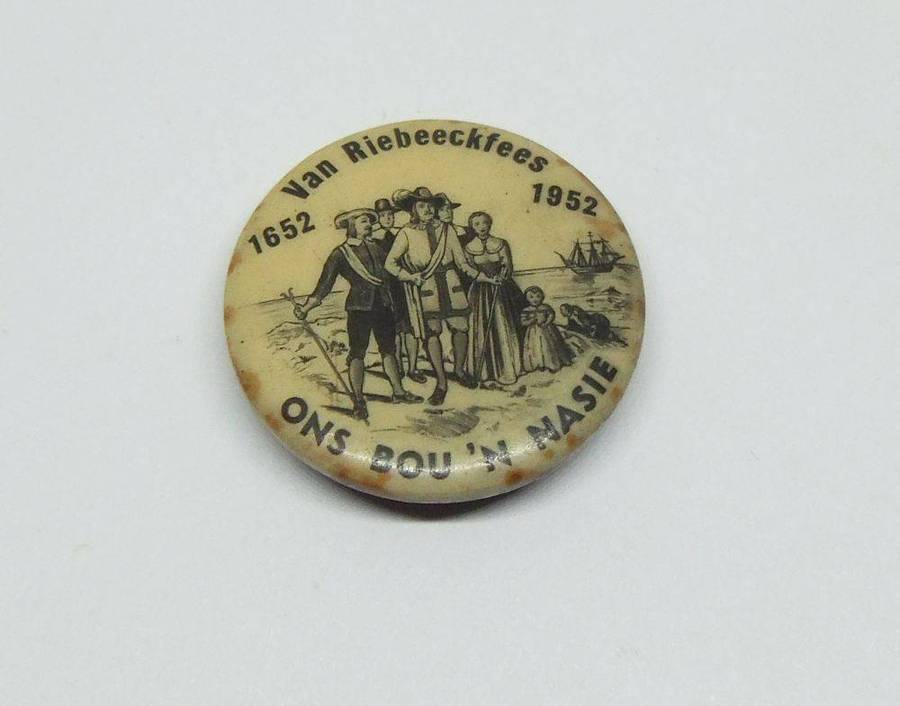 Van Riebeeckfees
1652 1952
ONS BOU 'N NASIE